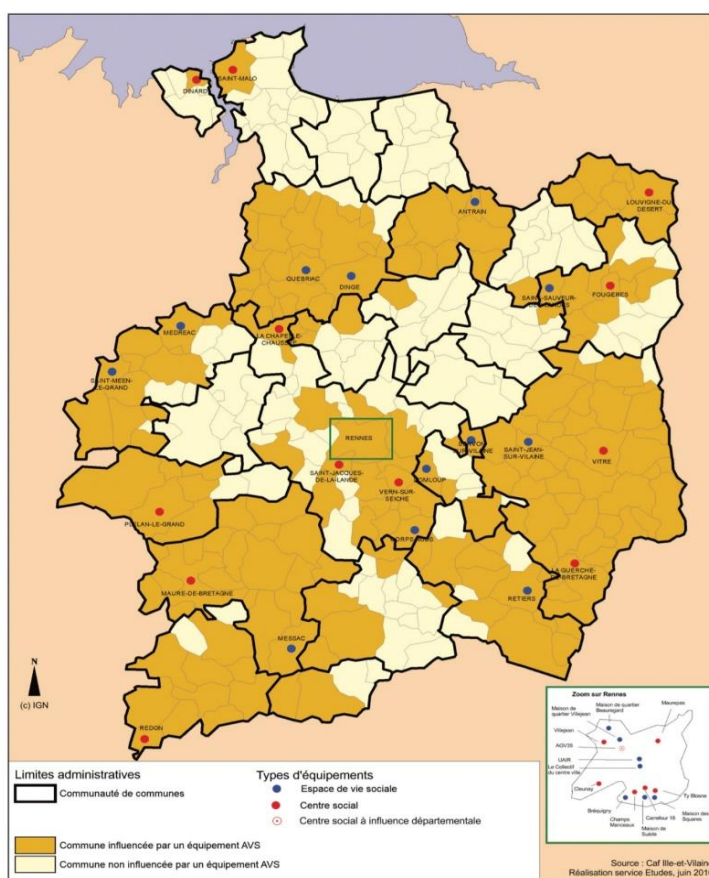 SAINT-MALO
DINARD
LOUVIGNE-DU
DESERT
ANTRAIN
QUEBRIAC
DINGE
SAINT-SAUVEUR-
FOUGERES
MEDREAC
LA CHAPELLE-
CHAUSSEE
SAINT-MEEN-
LE-GRAND
RENNES
SAINT-JEAN-
SUR-VILAINE
VITRE
SAINT-JACQUES-
DE-LA-LANDE
VERN-SUR-
SEICHE
DOMLOUP
PLELAN-LE-GRAND
CORPS-NUDS
LA GUERCHE-
DE-BRETAGNE
MAURE-DE-BRETAGNE
RETIERS
MESSAC
REDON
N
(c) IGN
Zoom sur Rennes
Maison de quartier
Beauregard
Maurepas
Maison de
quartier Villejean
Villejean
AGV35
UAIR
Le Collectif
du centre ville
Cleunay
Ty Blosne
Bréquigny
Champs
Manceaux
Maison de
Suède
Carrefour 18
Maison des
Squares
Limites administratives
Communauté de communes
Types d'équipements
Espace de vie sociale
Centre social
Centre social à influence départementale
Commune influencée par un équipement AVS
Commune non influencée par un équipement AVS
Source : Caf Ille-et-Vilaine
Réalisation service Etudes, juin